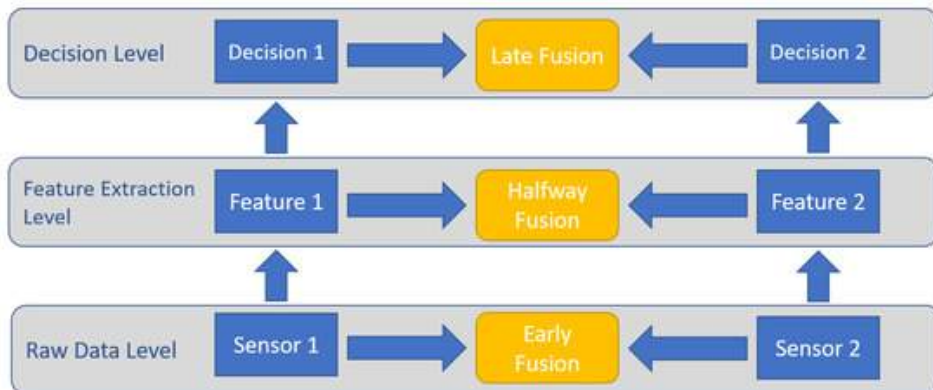 Decision Level
Decision 1
Late Fusion
Decision 2
Feature Extraction
Level
Feature 1
Halfway
Fusion
Feature 2
Raw Data Level
Sensor 1
Early
Fusion
Sensor 2